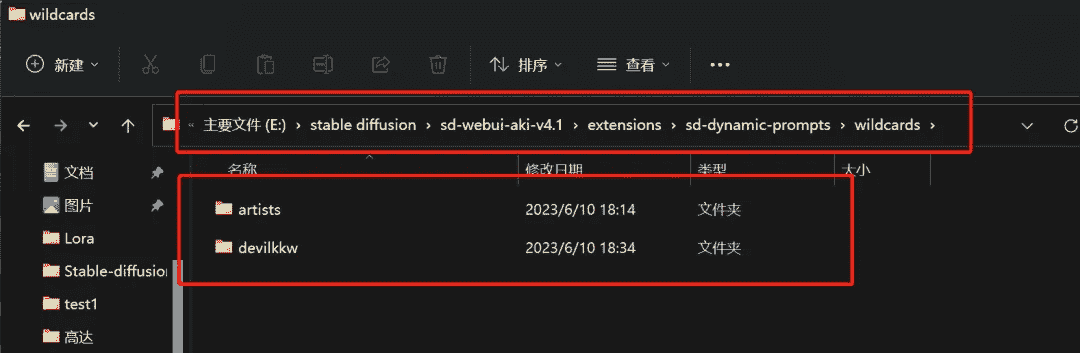 wildcards
新建 排序 查看 •••
« 主要文件 (E:) › stable diffusion › sd-webui-aki-v4.1 › extensions › sd-dynamic-prompts › wildcards ›
名称 修改日期 类型 大小
文档
图片
Lora
Stable-diffusion
test1
高达
artists 2023/6/10 18:14 文件夹
devilkkw 2023/6/10 18:34 文件夹